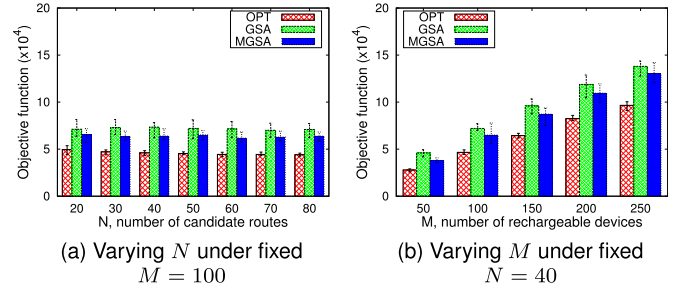 OPT
GSA
MGSA
Objective function (x10⁴)
20
15
10
5
0
20 30 40 50 60 70 80
N, number of candidate routes
(a) Varying N under fixed
M = 100
OPT
GSA
MGSA
Objective function (x10⁴)
20
15
10
5
0
50 100 150 200 250
M, number of rechargeable devices
(b) Varying M under fixed
N = 40